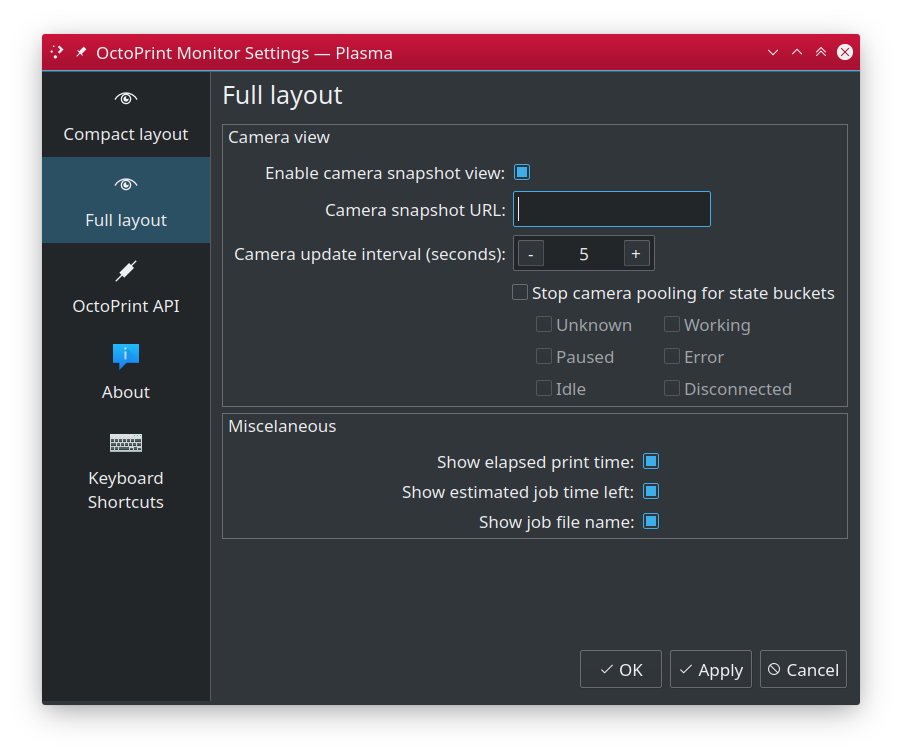 OctoPrint Monitor Settings — Plasma
Compact layout
Full layout
OctoPrint API
About
Keyboard
Shortcuts
Full layout
Camera view
Enable camera snapshot view:
Camera snapshot URL:
Camera update interval (seconds): - 5 +
Stop camera pooling for state buckets
Unknown Working
Paused Error
Idle Disconnected
Miscelaneous
Show elapsed print time:
Show estimated job time left:
Show job file name:
OK Apply Cancel